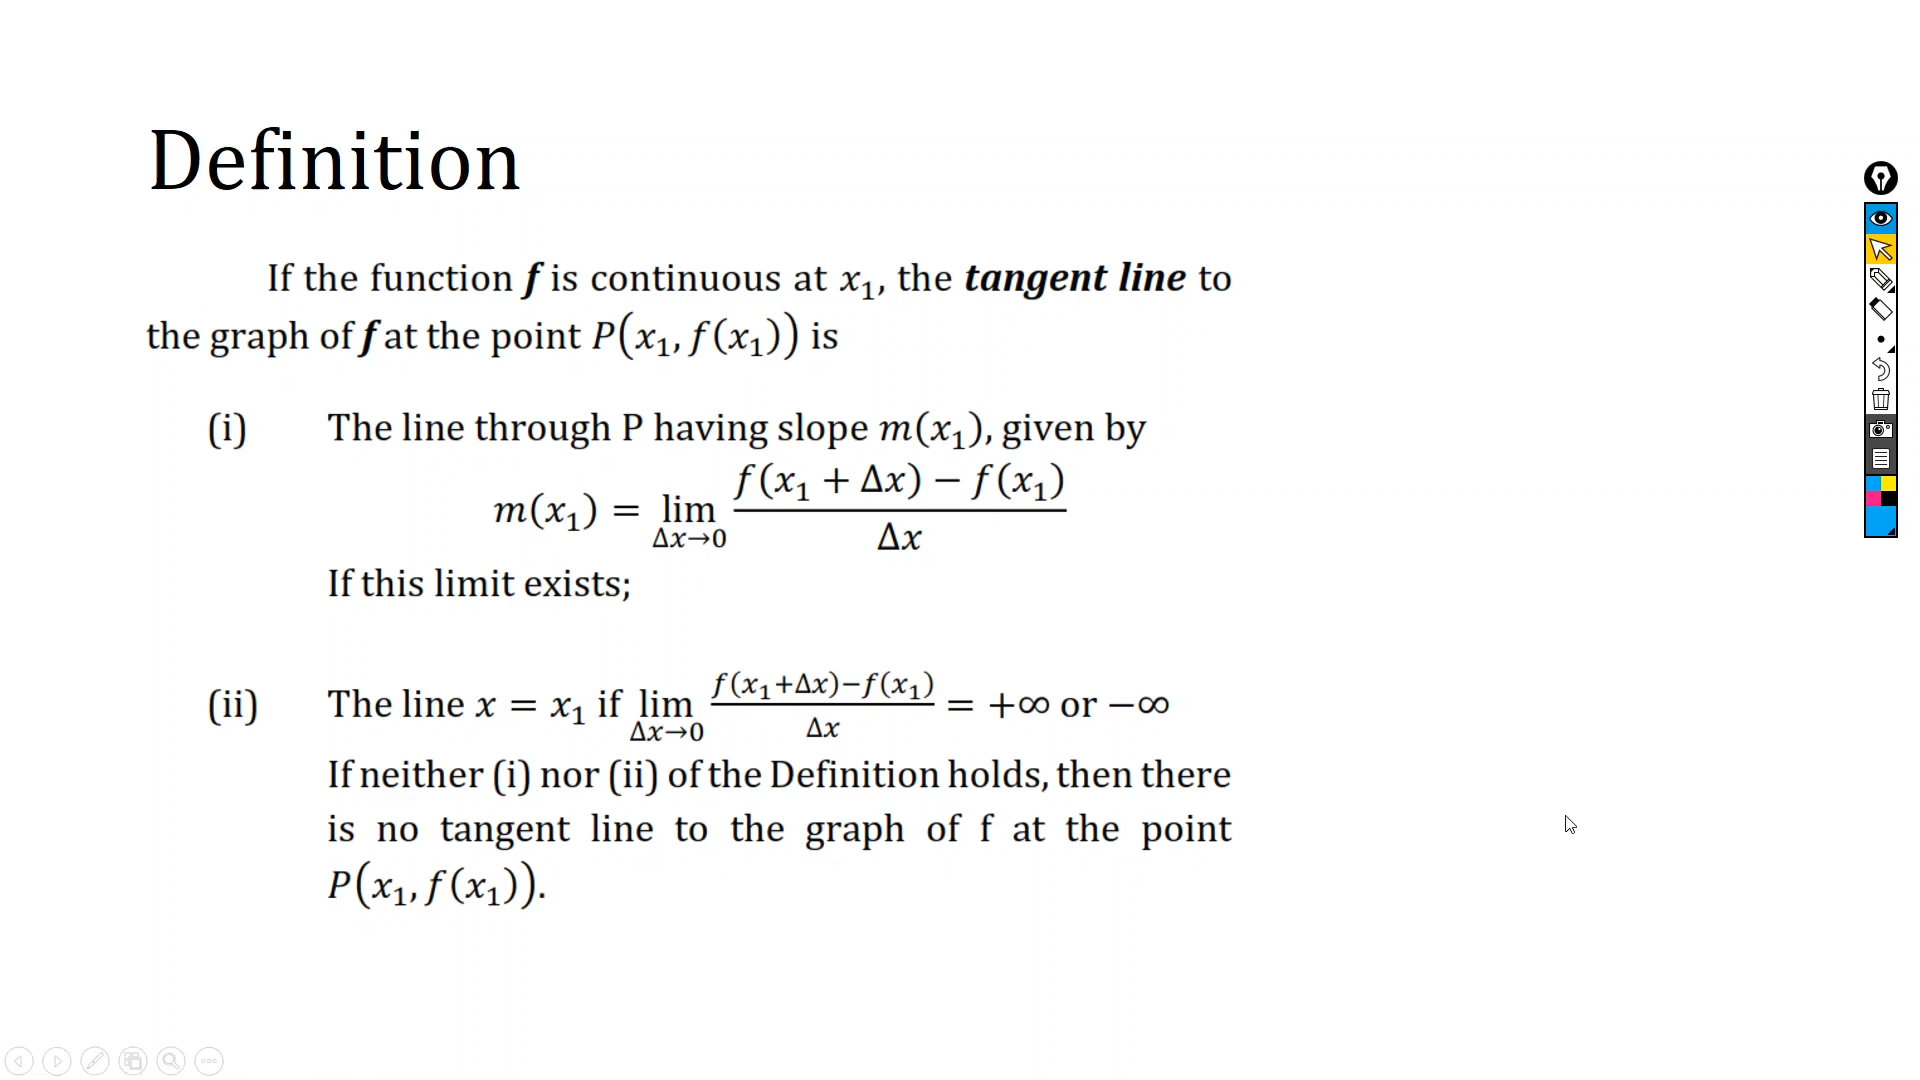 Definition
If the function f is continuous at x₁, the tangent line to
the graph of f at the point P(x₁, f(x₁)) is
(i) The line through P having slope m(x₁), given by
m(x₁) = lim Δx→0 (f(x₁ + Δx) − f(x₁)) / Δx
If this limit exists;
(ii) The line x = x₁ if lim Δx→0 (f(x₁+Δx)−f(x₁)) / Δx = +∞ or −∞
If neither (i) nor (ii) of the Definition holds, then there
is no tangent line to the graph of f at the point
P(x₁, f(x₁)).